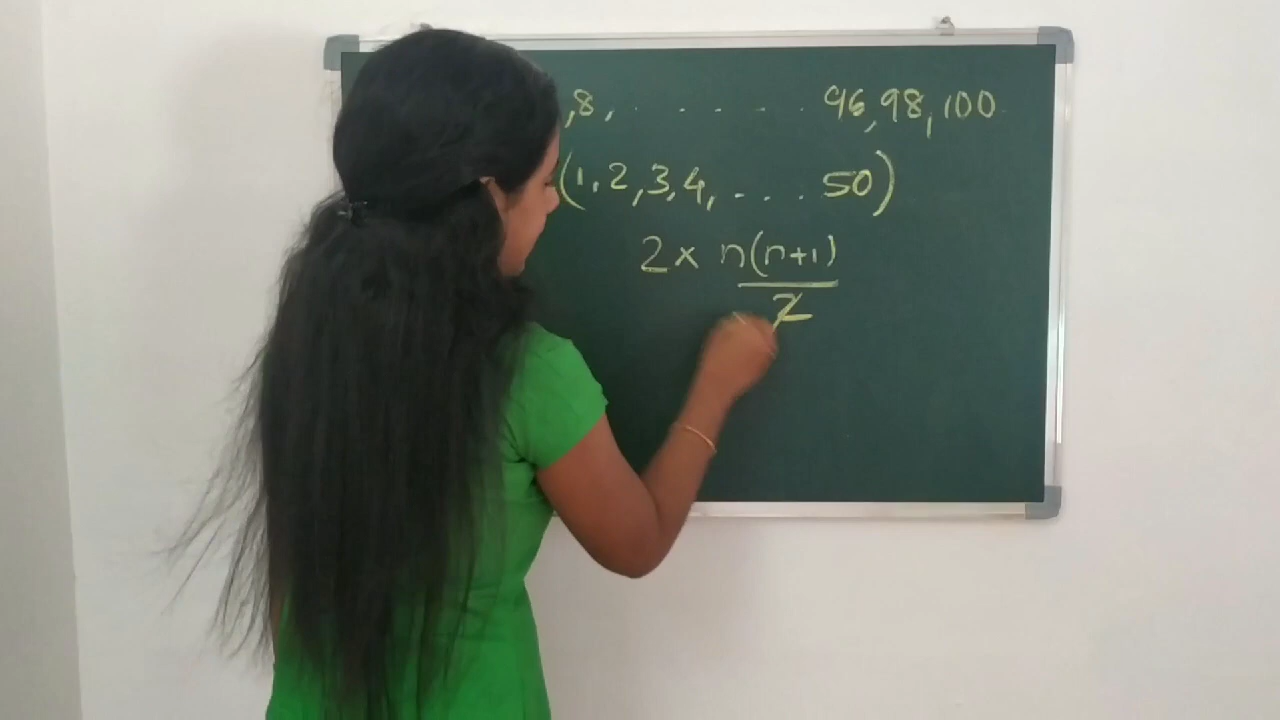 ,8, . . . . . . 96,98,100
(1,2,3,4, . . . 50)
2 x n(n+1)
2